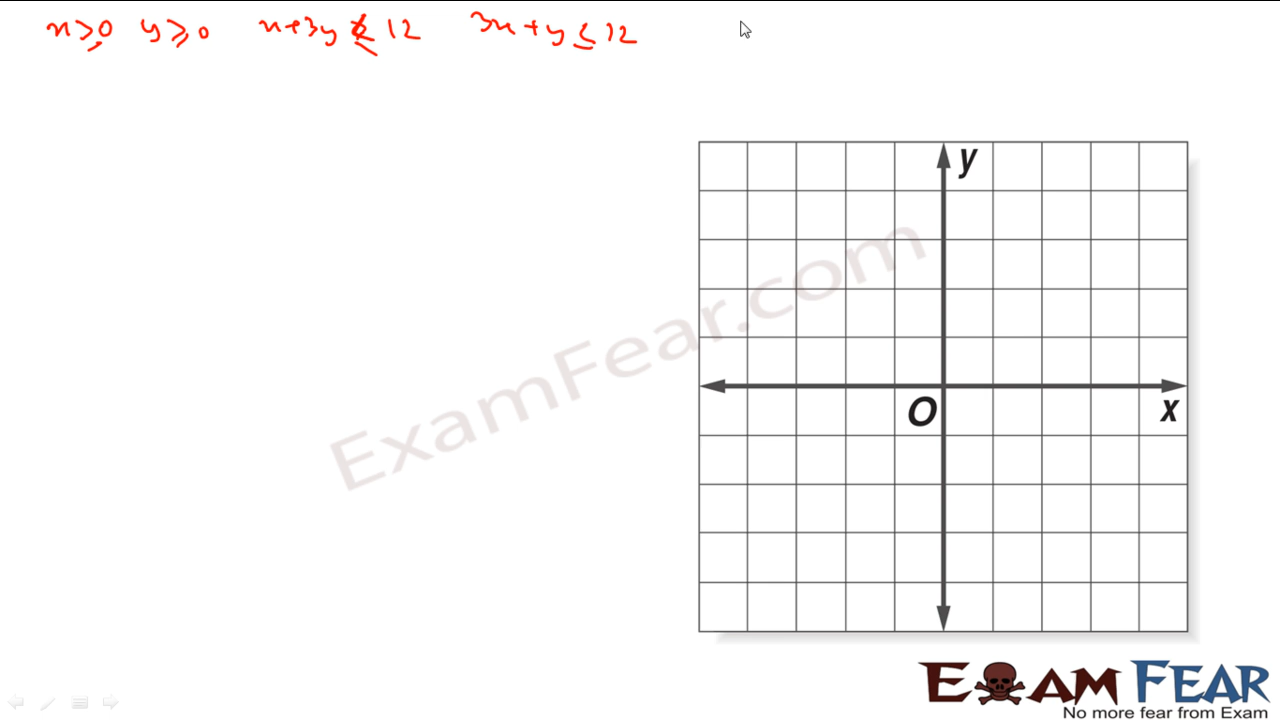 x ≥ 0 y ≥ 0 x + 3y ≤ 12 3x + y ≤ 12
y
ExamFear.com
O
x
EXAM FEAR
No more fear from Exam